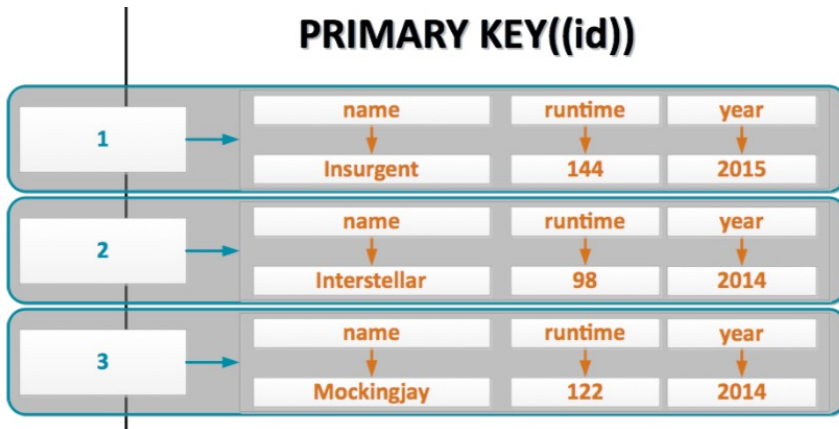 PRIMARY KEY((id))
name runtime year
1
Insurgent 144 2015
name runtime year
2
Interstellar 98 2014
name runtime year
3
Mockingjay 122 2014